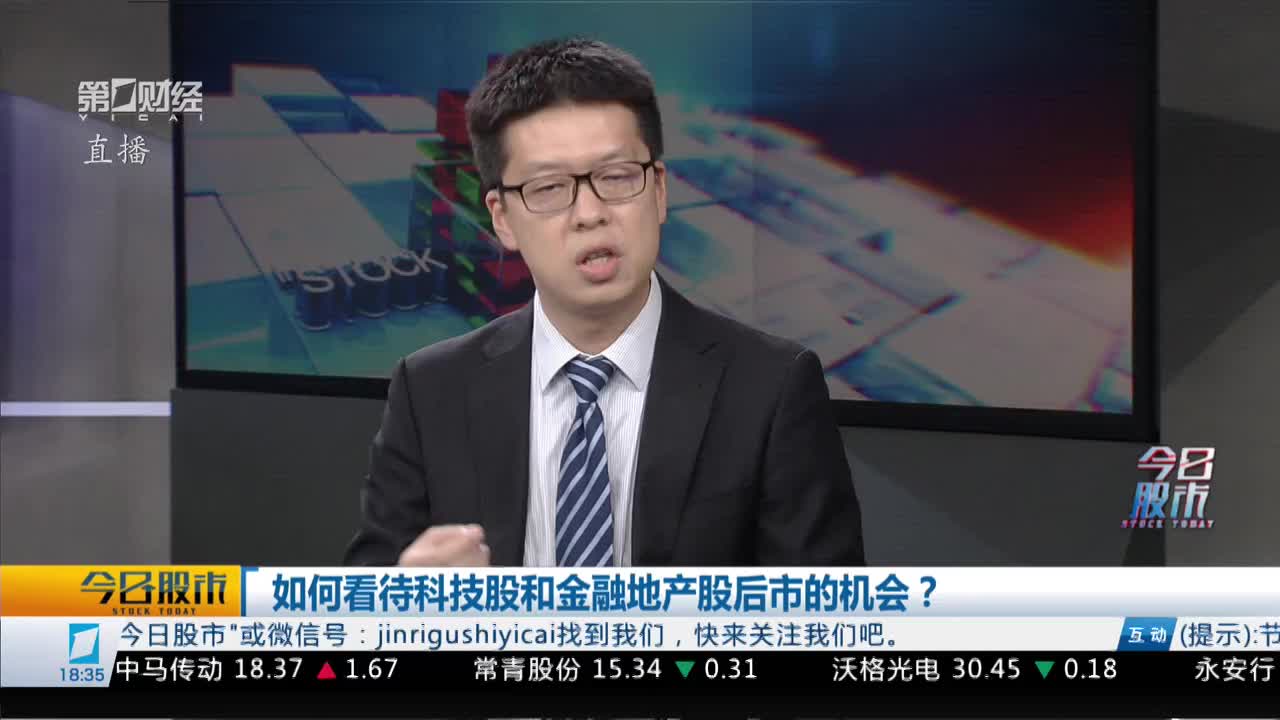 第一财经
YICAI
直播
STOCK
今日
股市
STOCK TODAY
今日股市
STOCK TODAY
如何看待科技股和金融地产股后市的机会？
今日股市"或微信号：jinrigushiyicai找到我们，快来关注我们吧。
互动
(提示):节
18:35
中马传动 18.37 ▲ 1.67
常青股份 15.34 ▼ 0.31
沃格光电 30.45 ▼ 0.18
永安行